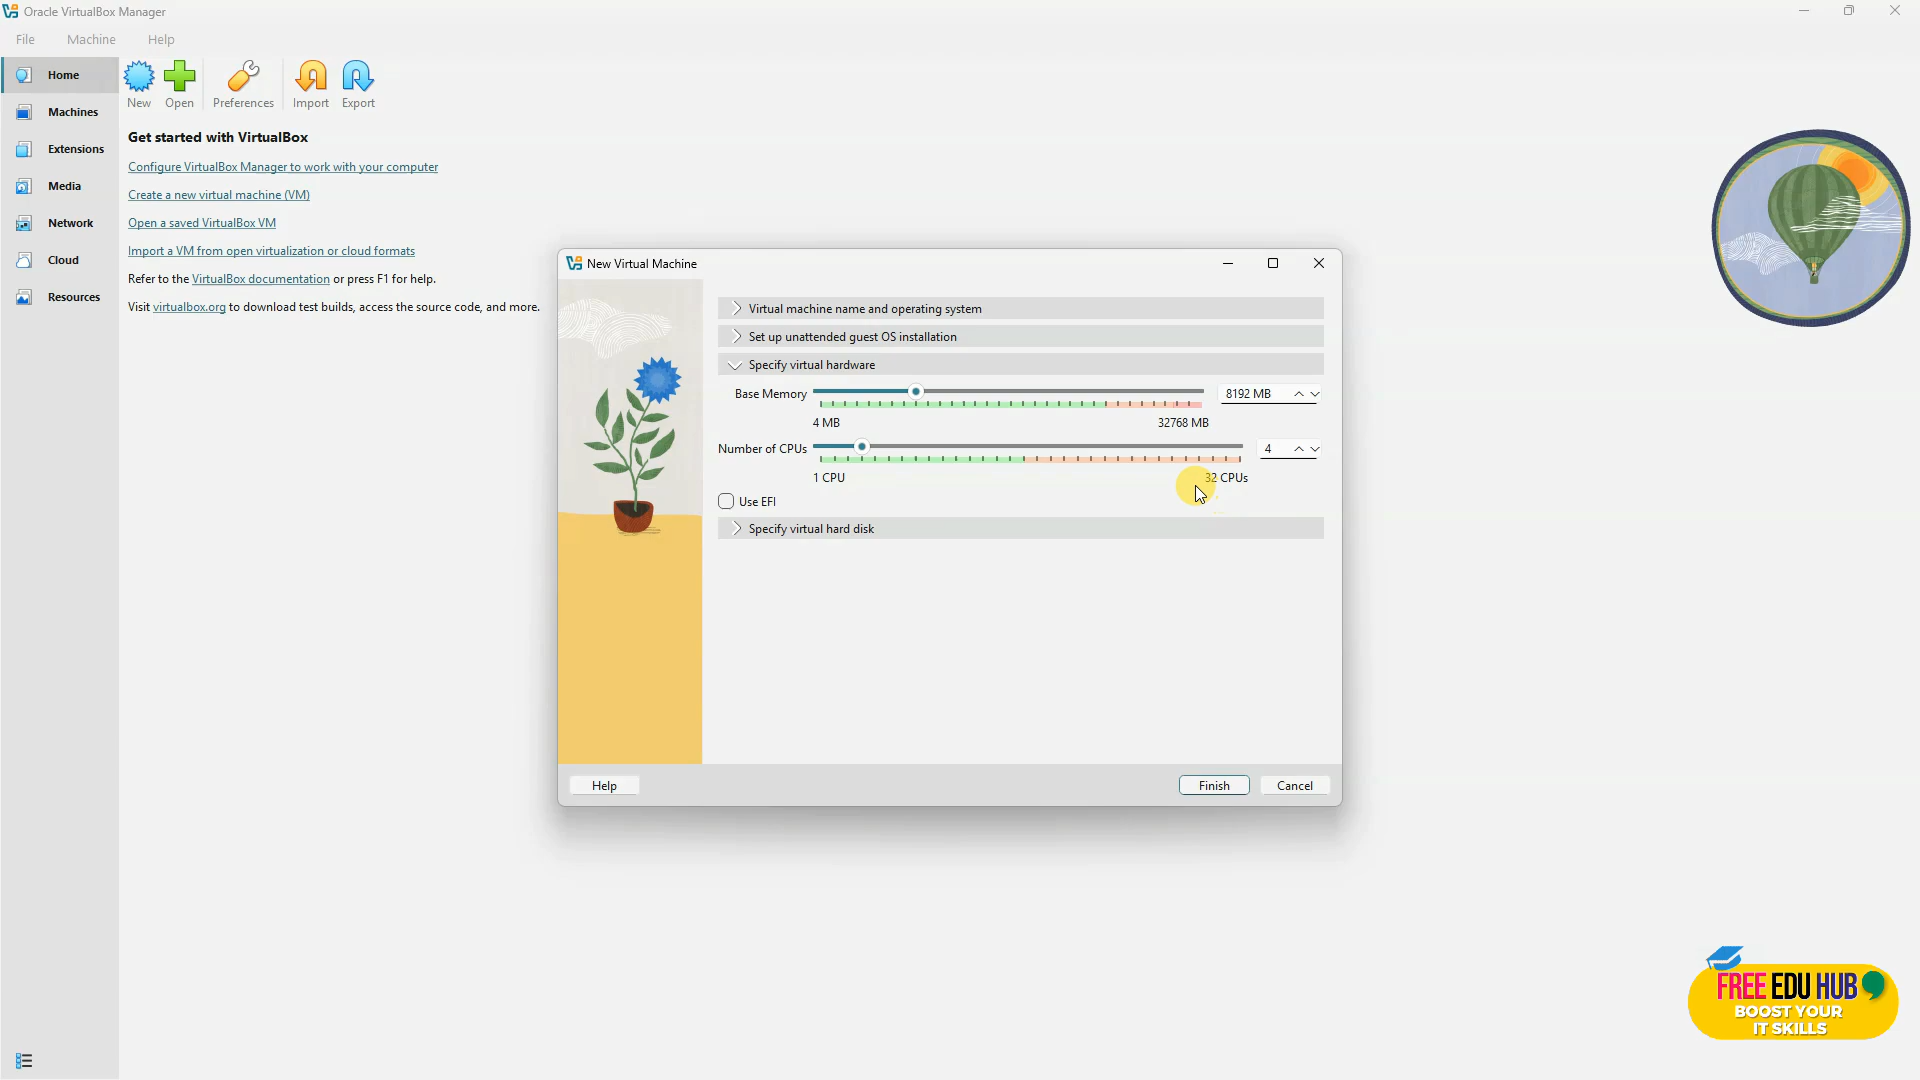 Oracle VirtualBox Manager
File Machine Help
Home
Machines
Extensions
Media
Network
Cloud
Resources
New Open Preferences Import Export
Get started with VirtualBox
Configure VirtualBox Manager to work with your computer
Create a new virtual machine (VM)
Open a saved VirtualBox VM
Import a VM from open virtualization or cloud formats
Refer to the VirtualBox documentation or press F1 for help.
Visit virtualbox.org to download test builds, access the source code, and more.
New Virtual Machine
Virtual machine name and operating system
Set up unattended guest OS installation
Specify virtual hardware
Base Memory 8192 MB
4 MB 32768 MB
Number of CPUs 4
1 CPU 32 CPUs
Use EFI
Specify virtual hard disk
Help Finish Cancel
FREE EDU HUB
BOOST YOUR
IT SKILLS